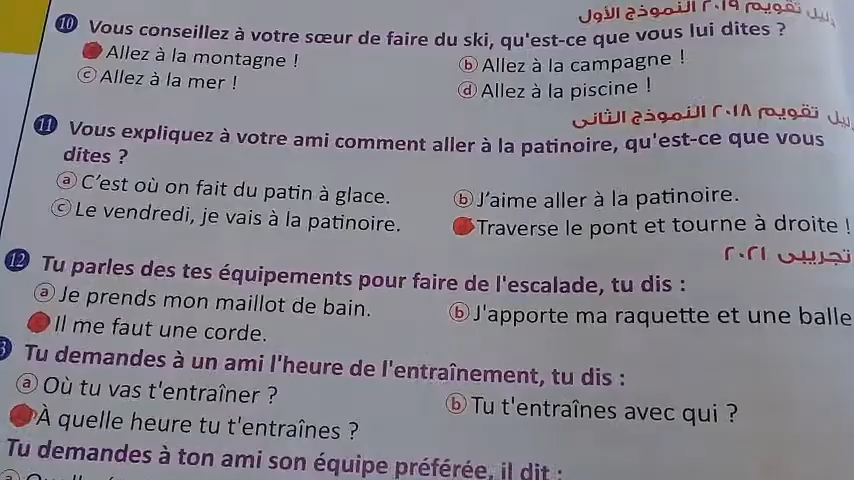 دليل تقويم ٢٠١٩ النموذج الأول
10 Vous conseillez à votre sœur de faire du ski, qu'est-ce que vous lui dites ?
Allez à la montagne !
b Allez à la campagne !
c Allez à la mer !
d Allez à la piscine !
دليل تقويم ٢٠١٨ النموذج الثانى
11 Vous expliquez à votre ami comment aller à la patinoire, qu'est-ce que vous
dites ?
a C'est où on fait du patin à glace.
b J'aime aller à la patinoire.
c Le vendredi, je vais à la patinoire.
Traverse le pont et tourne à droite !
تجريبى ٢٠٢١
12 Tu parles des tes équipements pour faire de l'escalade, tu dis :
a Je prends mon maillot de bain.
b J'apporte ma raquette et une balle
Il me faut une corde.
3 Tu demandes à un ami l'heure de l'entraînement, tu dis :
a Où tu vas t'entraîner ?
b Tu t'entraînes avec qui ?
À quelle heure tu t'entraînes ?
Tu demandes à ton ami son équipe préférée, il dit :
a